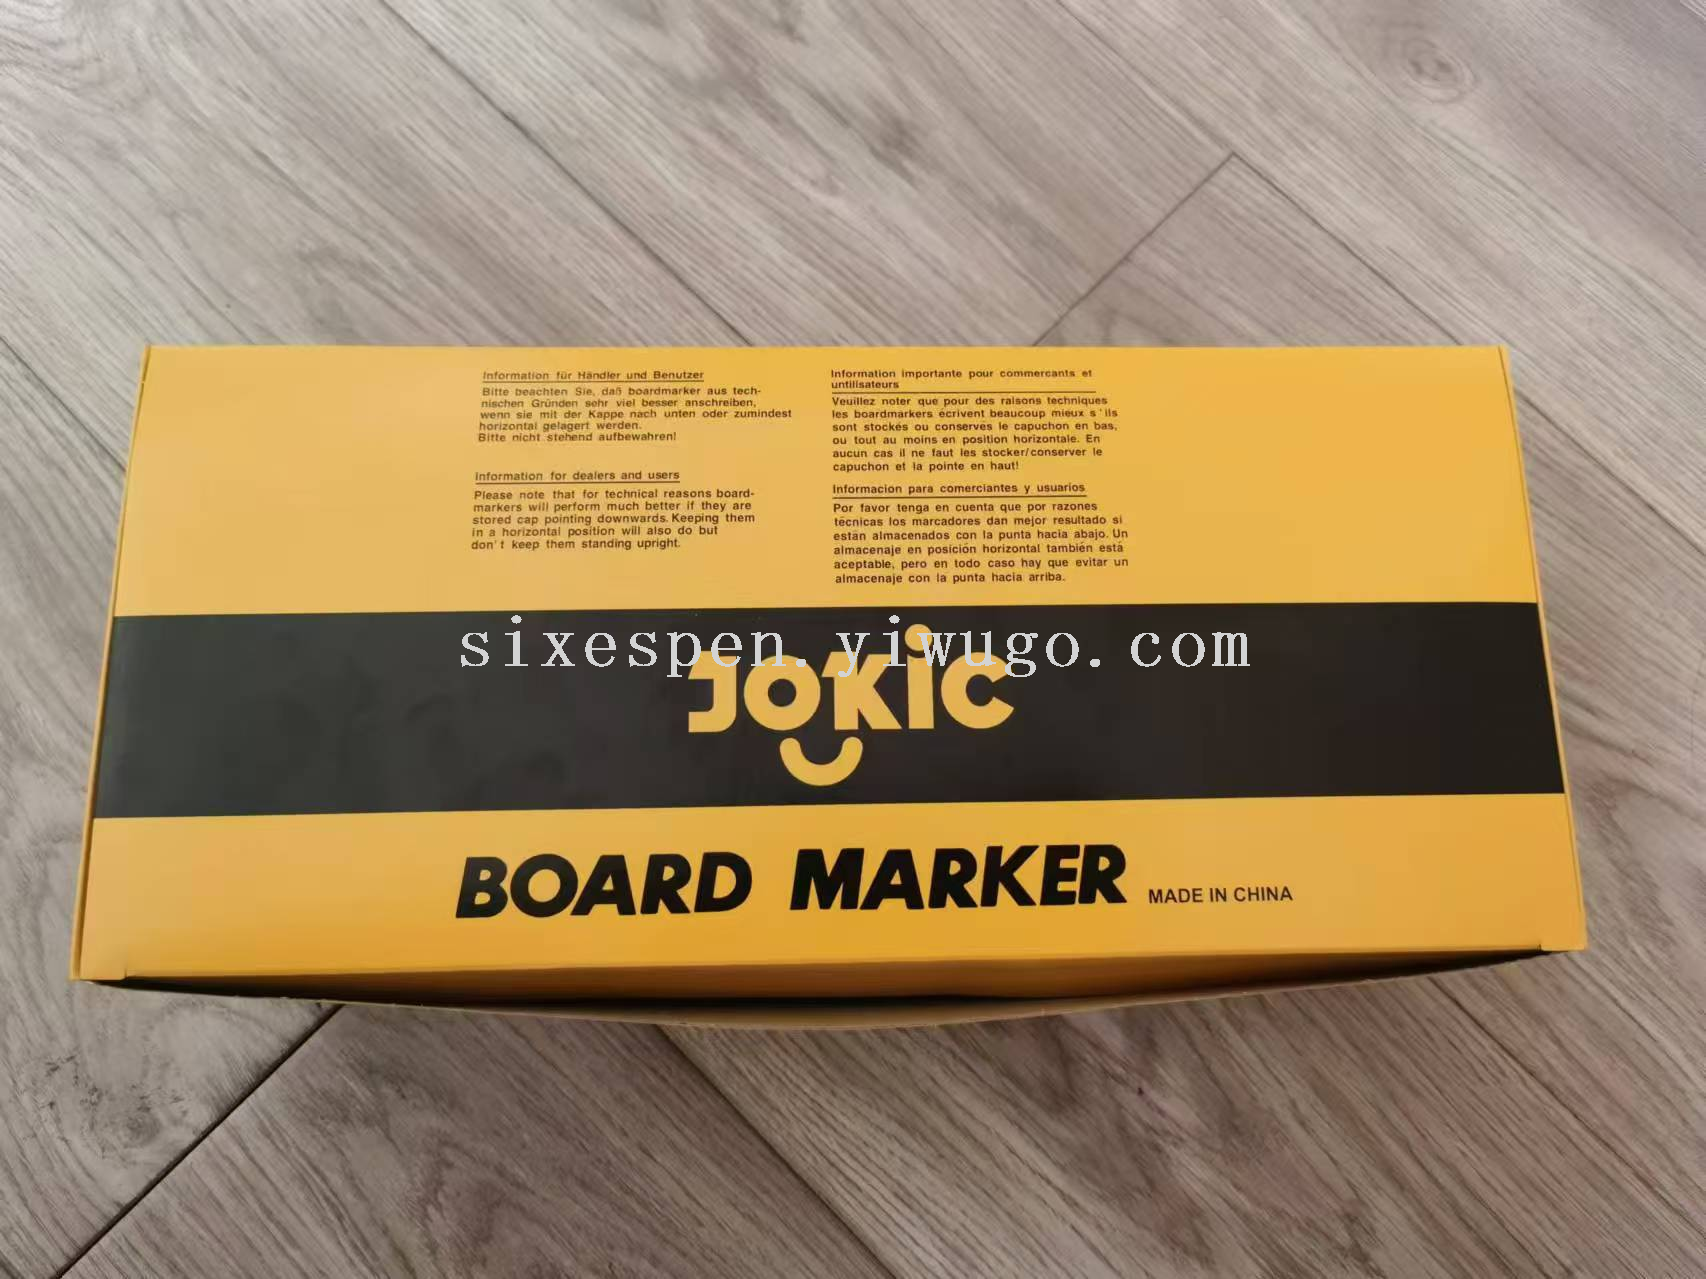 Information für Händler und Benutzer
Bitte beachten Sie, daß boardmarker aus tech-
nischen Gründen sehr viel besser anschreiben,
wenn sie mit der Kappe nach unten oder zumindest
horizontal gelagert werden.
Bitte nicht stehend aufbewahren!
Information for dealers and users
Please note that for technical reasons board-
markers will perform much better if they are
stored cap pointing downwards. Keeping them
in a horizontal position will also do but
don't keep them standing upright.
Information importante pour commercants et
untilisateurs
Veuillez noter que pour des raisons techniques
les boardmarkers écrivent beaucoup mieux s'ils
sont stockés ou conservés le capuchon en bas,
ou tout au moins en position horizontale. En
aucun cas il ne faut les stocker/conserver le
capuchon et la pointe en haut!
Informacion para comerciantes y usuarios
Por favor tenga en cuenta que por razones
técnicas los marcadores dan mejor resultado si
están almacenados con la punta hacia abajo. Un
almacenaje en posición horizontal también está
aceptable, pero en todo caso hay que evitar un
almacenaje con la punta hacia arriba.
sixespen.yiwugo.com
JOKiC
BOARD MARKER MADE IN CHINA